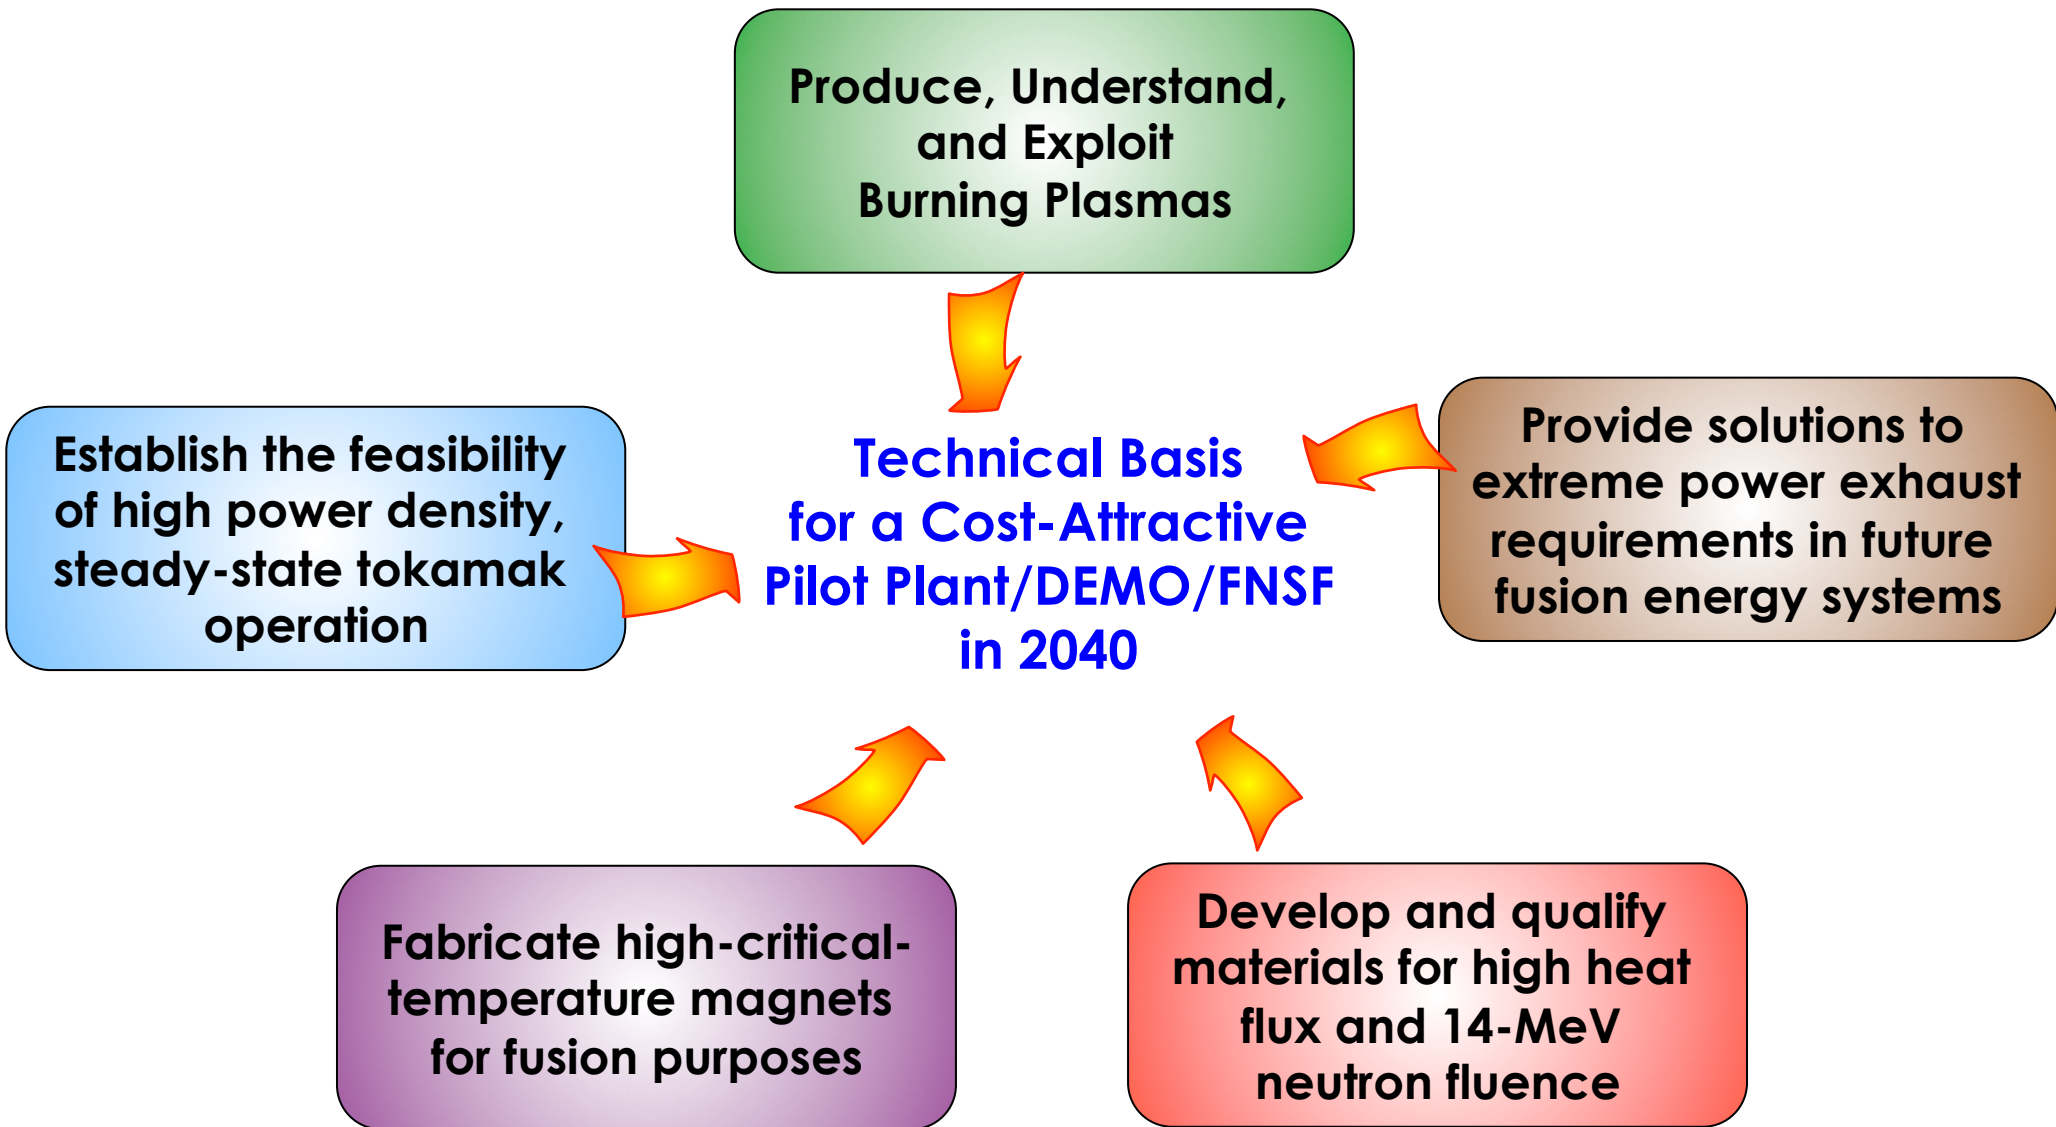 Produce, Understand,
and Exploit
Burning Plasmas
Establish the feasibility
of high power density,
steady-state tokamak
operation
Technical Basis
for a Cost-Attractive
Pilot Plant/DEMO/FNSF
in 2040
Provide solutions to
extreme power exhaust
requirements in future
fusion energy systems
Fabricate high-critical-
temperature magnets
for fusion purposes
Develop and qualify
materials for high heat
flux and 14-MeV
neutron fluence